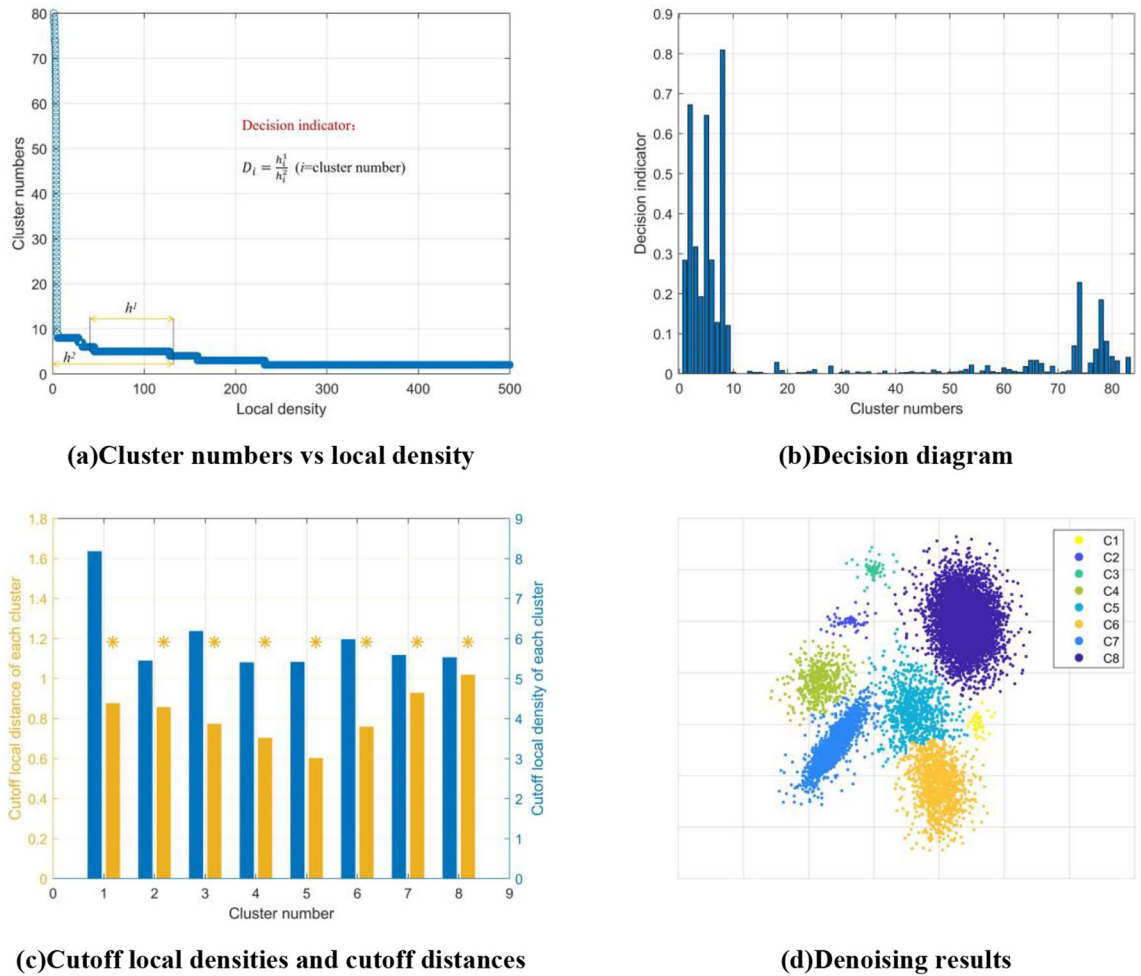 80
70
60
50
40
30
20
10
0
Cluster numbers
Decision indicator:
D_i = h_i^1 / h_i^2 (i=cluster number)
h^1
h^2
0 100 200 300 400 500
Local density
(a)Cluster numbers vs local density
0.9
0.8
0.7
0.6
0.5
0.4
0.3
0.2
0.1
0
Decision indicator
0 10 20 30 40 50 60 70 80
Cluster numbers
(b)Decision diagram
1.8
1.6
1.4
1.2
1
0.8
0.6
0.4
0.2
0
Cutoff local distance of each cluster
9
8
7
6
5
4
3
2
1
0
Cutoff local density of each cluster
0 1 2 3 4 5 6 7 8 9
Cluster number
(c)Cutoff local densities and cutoff distances
C1
C2
C3
C4
C5
C6
C7
C8
(d)Denoising results